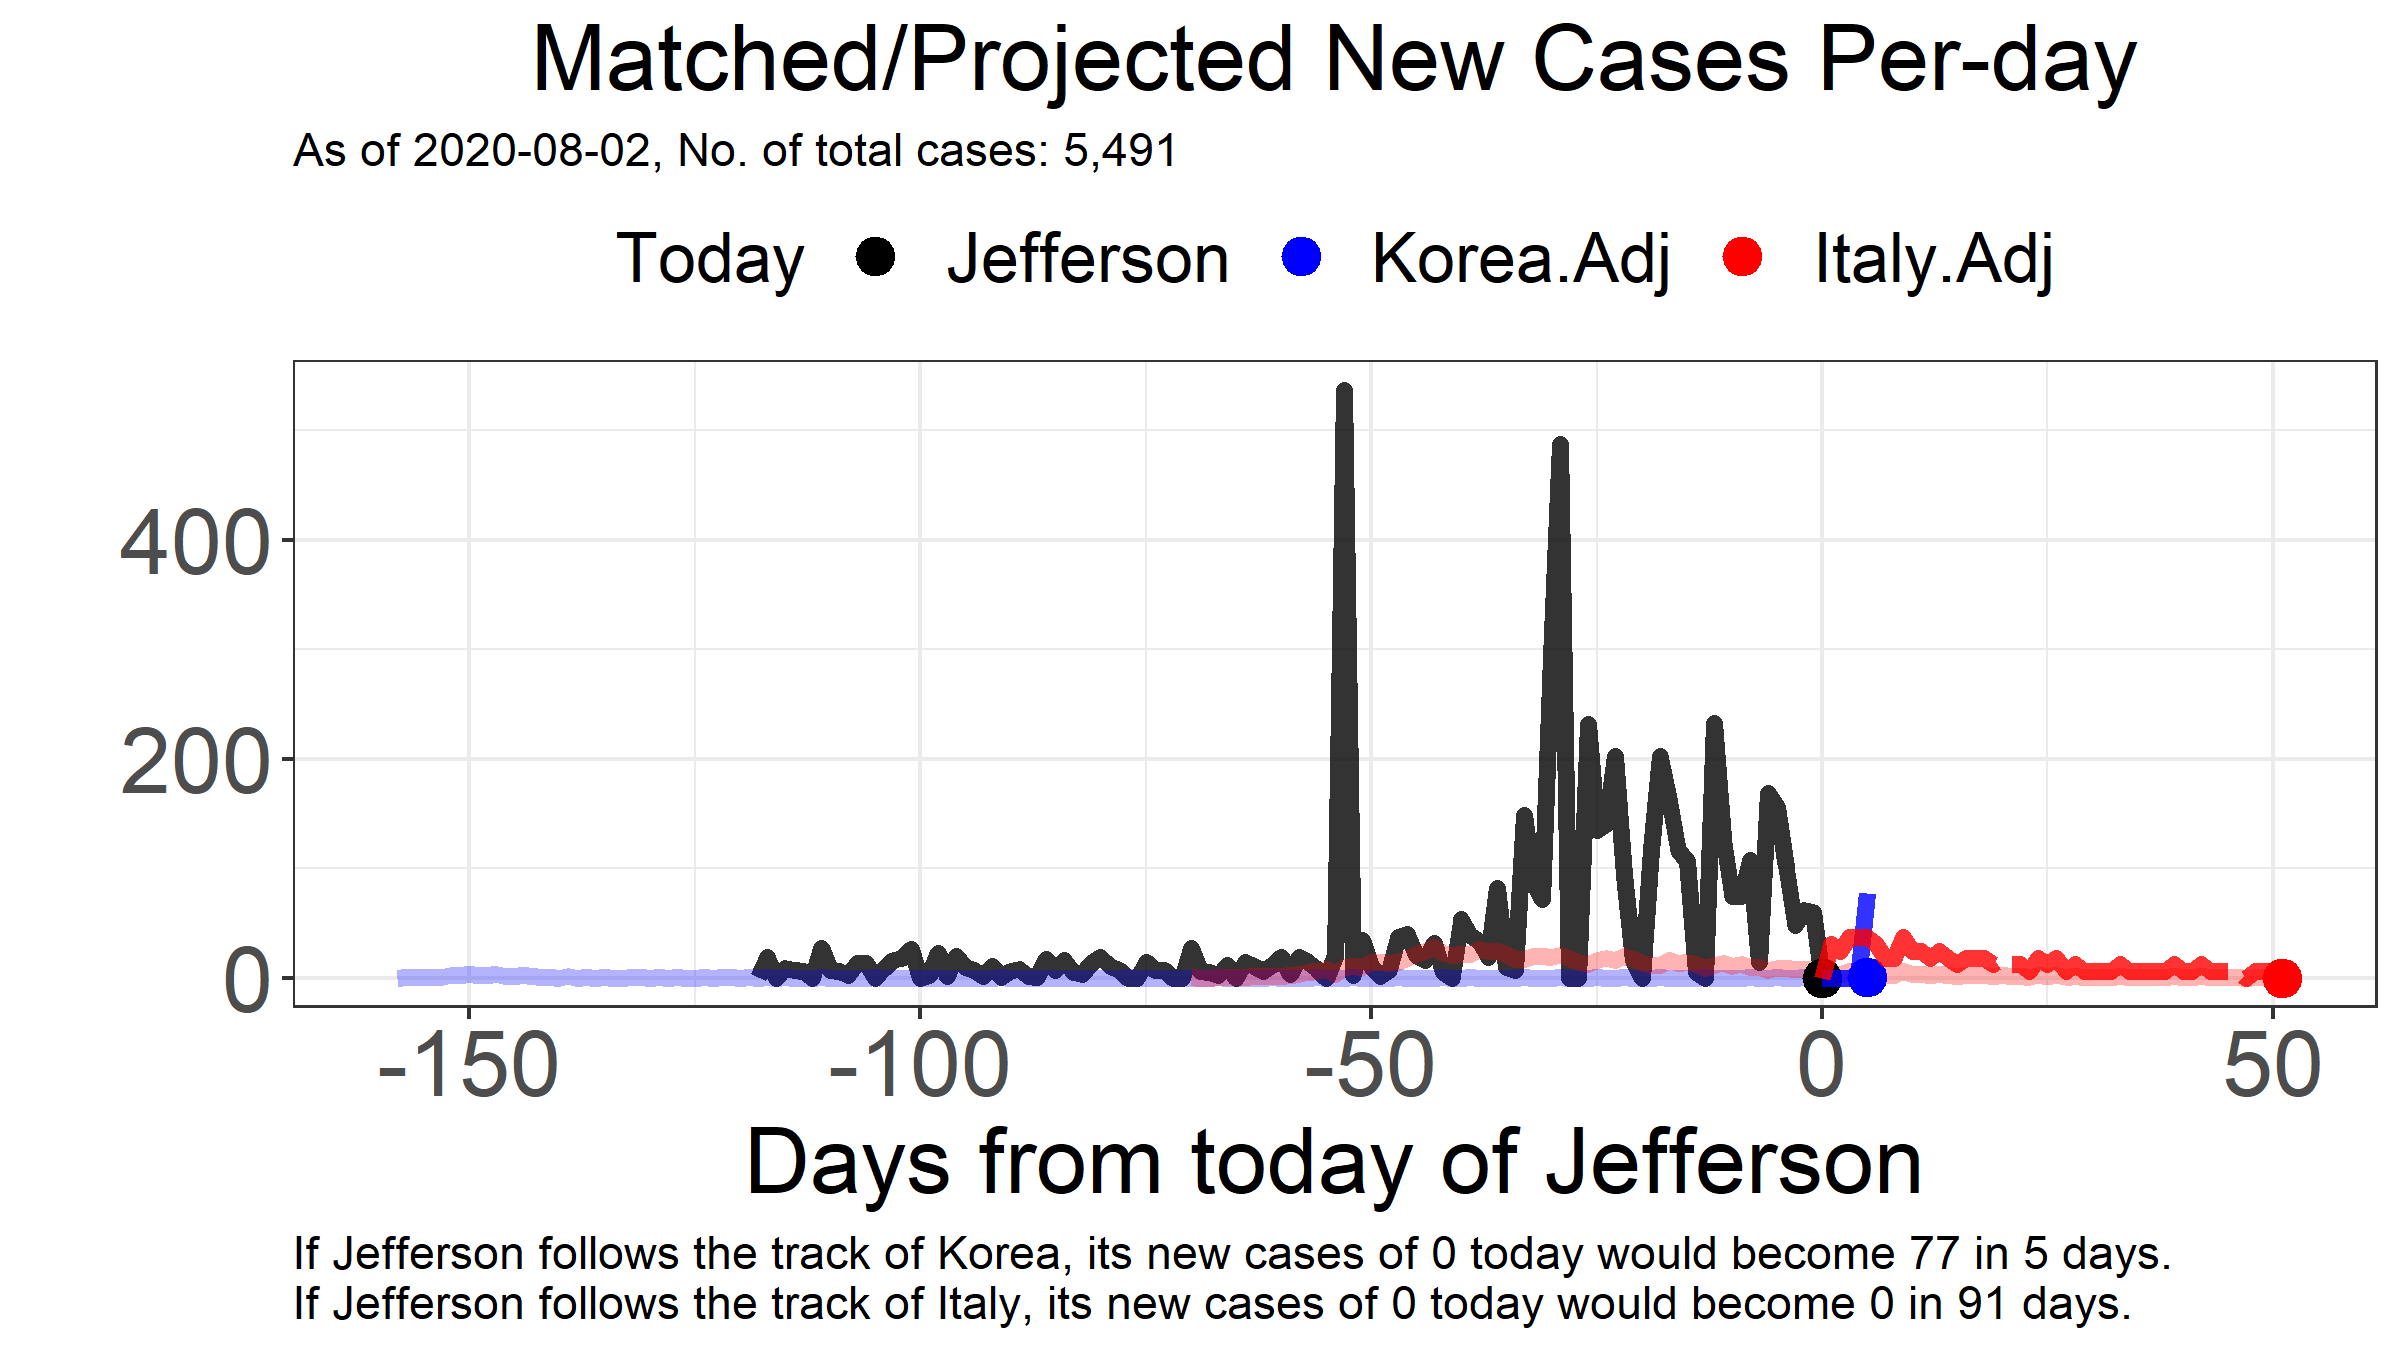 Matched/Projected New Cases Per-day
As of 2020-08-02, No. of total cases: 5,491
Today Jefferson Korea.Adj Italy.Adj
400
200
0
-150 -100 -50 0 50
Days from today of Jefferson
If Jefferson follows the track of Korea, its new cases of 0 today would become 77 in 5 days.
If Jefferson follows the track of Italy, its new cases of 0 today would become 0 in 91 days.